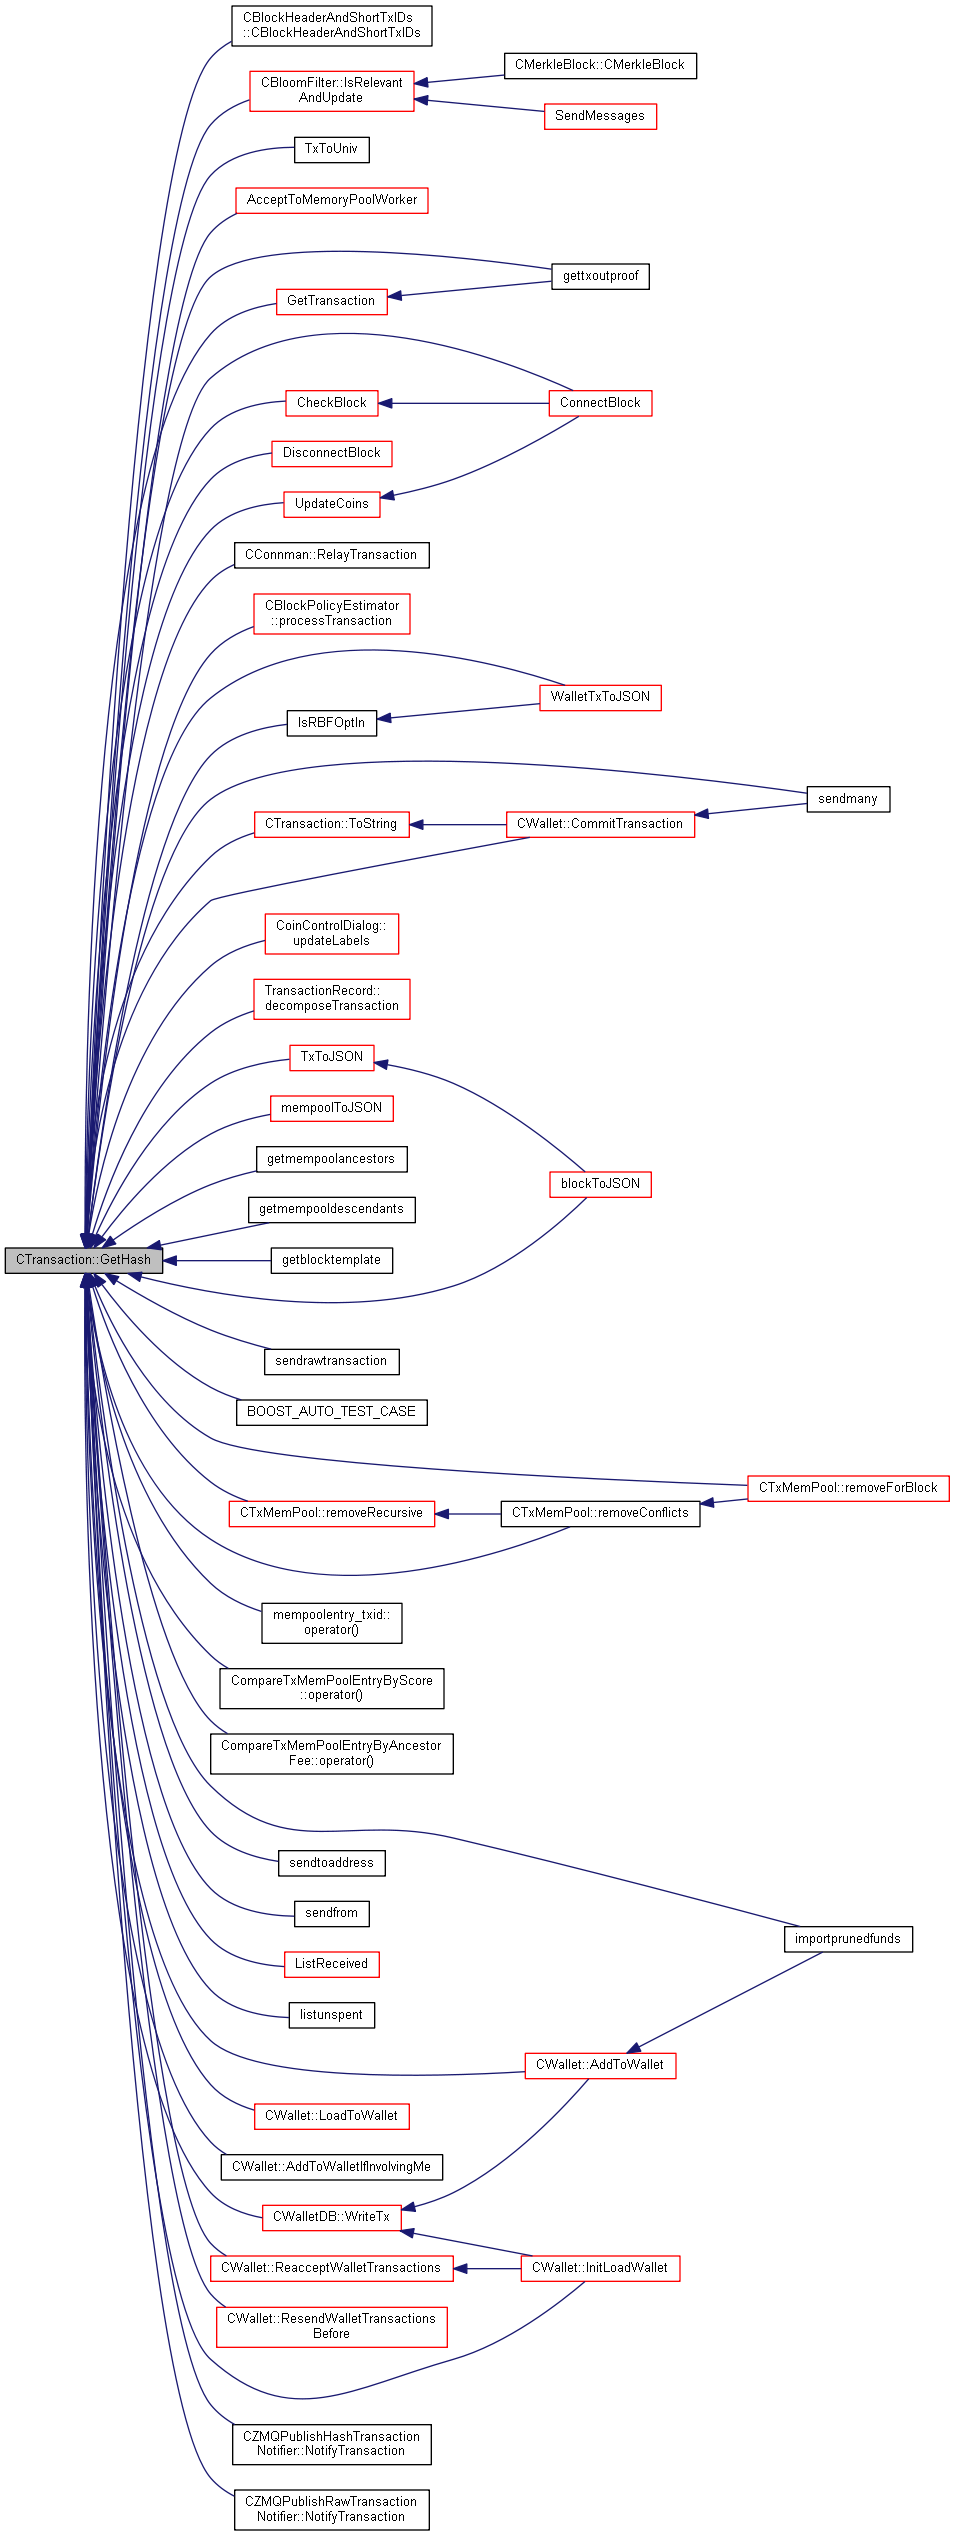 CBlockHeaderAndShortTxIDs
::CBlockHeaderAndShortTxIDs
CBloomFilter::IsRelevant
AndUpdate
CMerkleBlock::CMerkleBlock
SendMessages
TxToUniv
AcceptToMemoryPoolWorker
gettxoutproof
GetTransaction
CheckBlock
ConnectBlock
DisconnectBlock
UpdateCoins
CConnman::RelayTransaction
CBlockPolicyEstimator
::processTransaction
WalletTxToJSON
IsRBFOptIn
sendmany
CTransaction::ToString
CWallet::CommitTransaction
CoinControlDialog::
updateLabels
TransactionRecord::
decomposeTransaction
TxToJSON
mempoolToJSON
getmempoolancestors
blockToJSON
getmempooldescendants
CTransaction::GetHash
getblocktemplate
sendrawtransaction
BOOST_AUTO_TEST_CASE
CTxMemPool::removeForBlock
CTxMemPool::removeRecursive
CTxMemPool::removeConflicts
mempoolentry_txid::
operator()
CompareTxMemPoolEntryByScore
::operator()
CompareTxMemPoolEntryByAncestor
Fee::operator()
sendtoaddress
sendfrom
importprunedfunds
ListReceived
listunspent
CWallet::AddToWallet
CWallet::LoadToWallet
CWallet::AddToWalletIfInvolvingMe
CWalletDB::WriteTx
CWallet::ReacceptWalletTransactions
CWallet::InitLoadWallet
CWallet::ResendWalletTransactions
Before
CZMQPublishHashTransaction
Notifier::NotifyTransaction
CZMQPublishRawTransaction
Notifier::NotifyTransaction